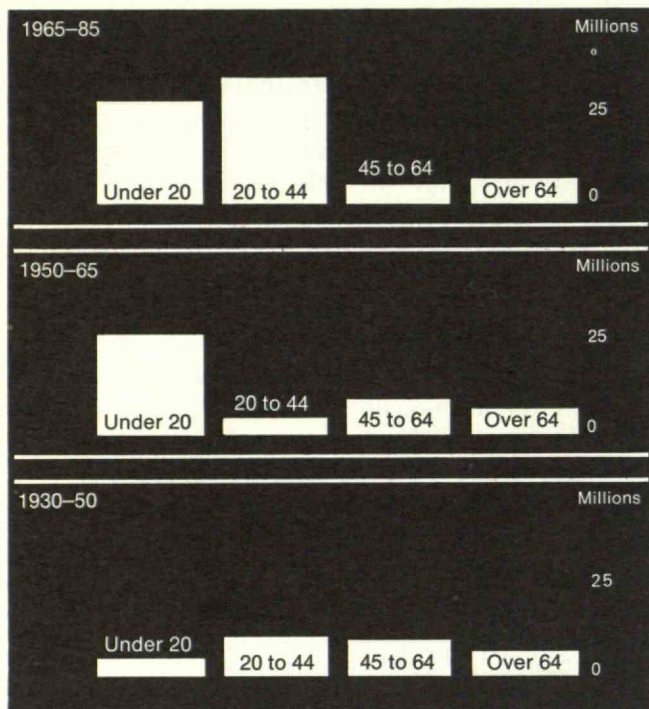 1965–85 Millions
25
45 to 64
Under 20 20 to 44 Over 64 0
1950–65 Millions
25
20 to 44
Under 20 45 to 64 Over 64 0
1930–50 Millions
25
Under 20
20 to 44 45 to 64 Over 64 0